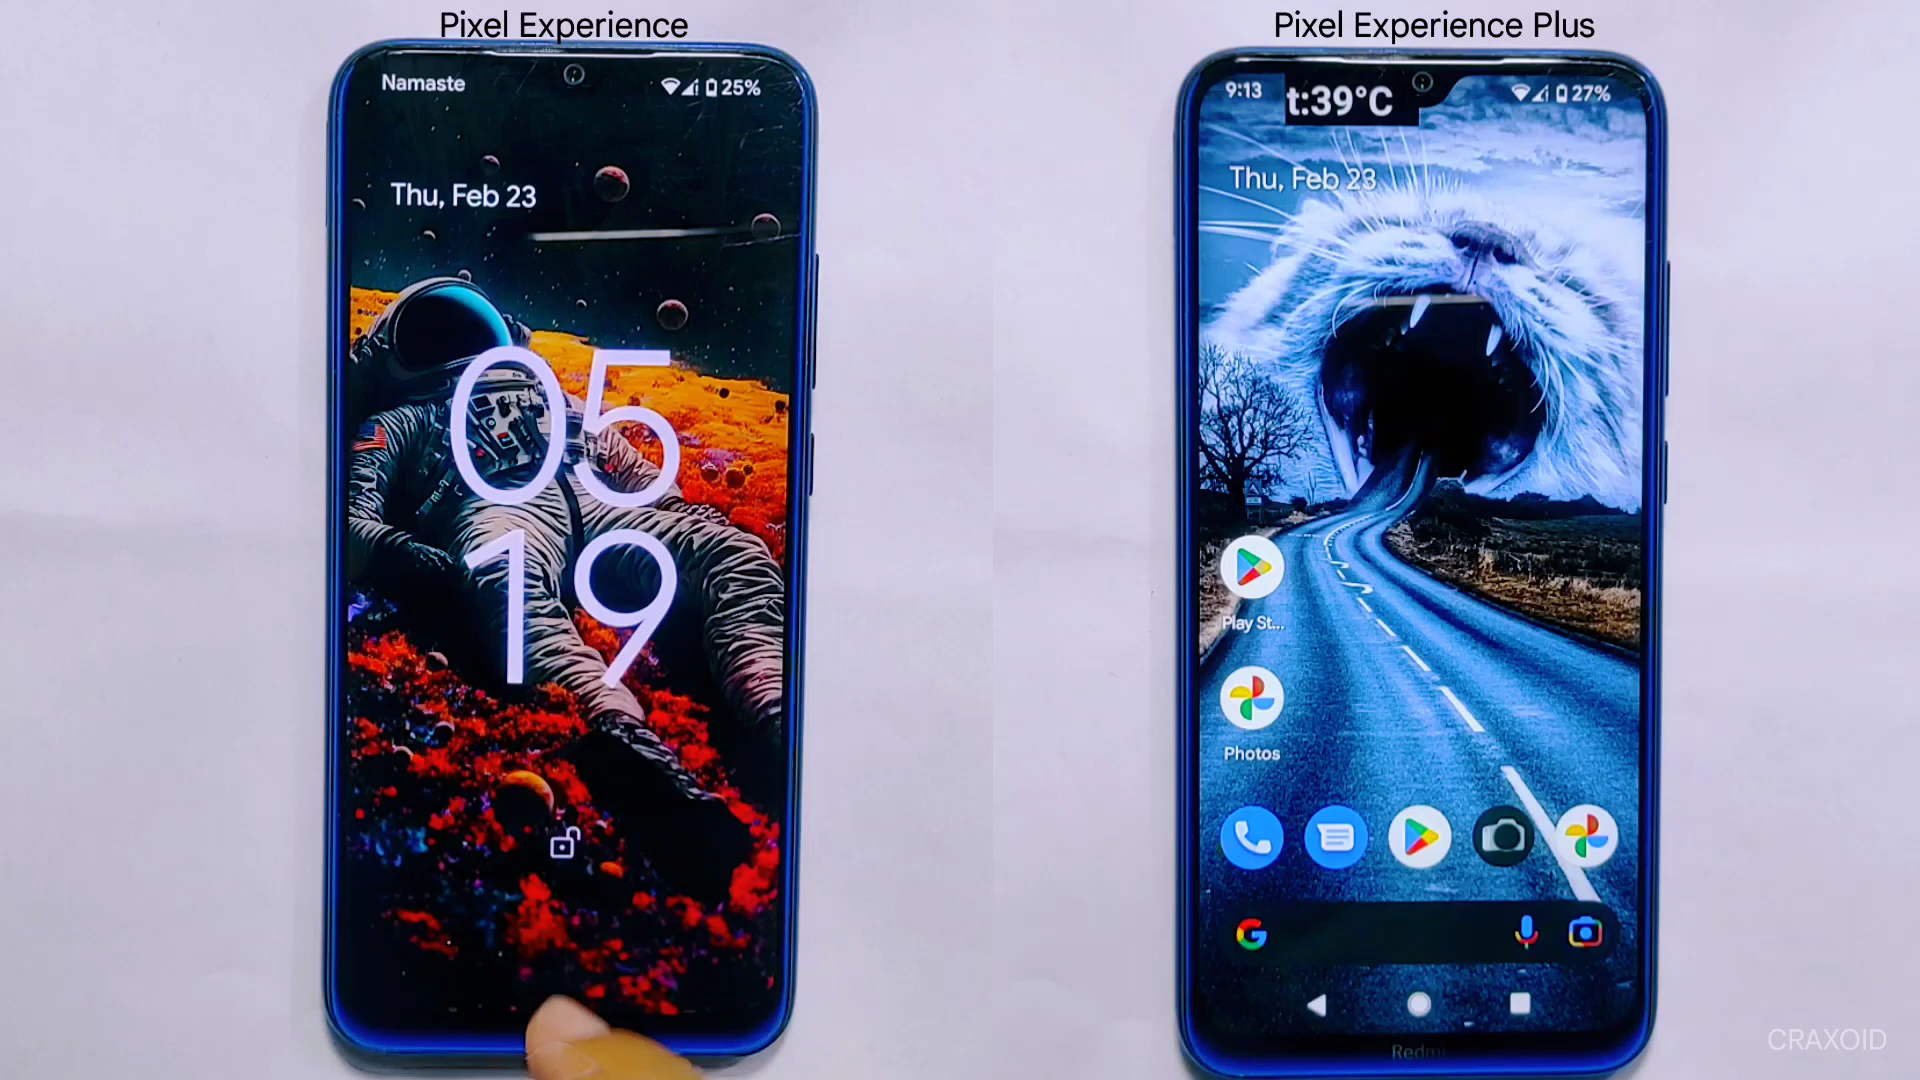 Pixel Experience
Namaste
25%
Thu, Feb 23
05
19
Pixel Experience Plus
9:13
t:39°C
27%
Thu, Feb 23
Play St...
Photos
G
Redmi
CRAXOID